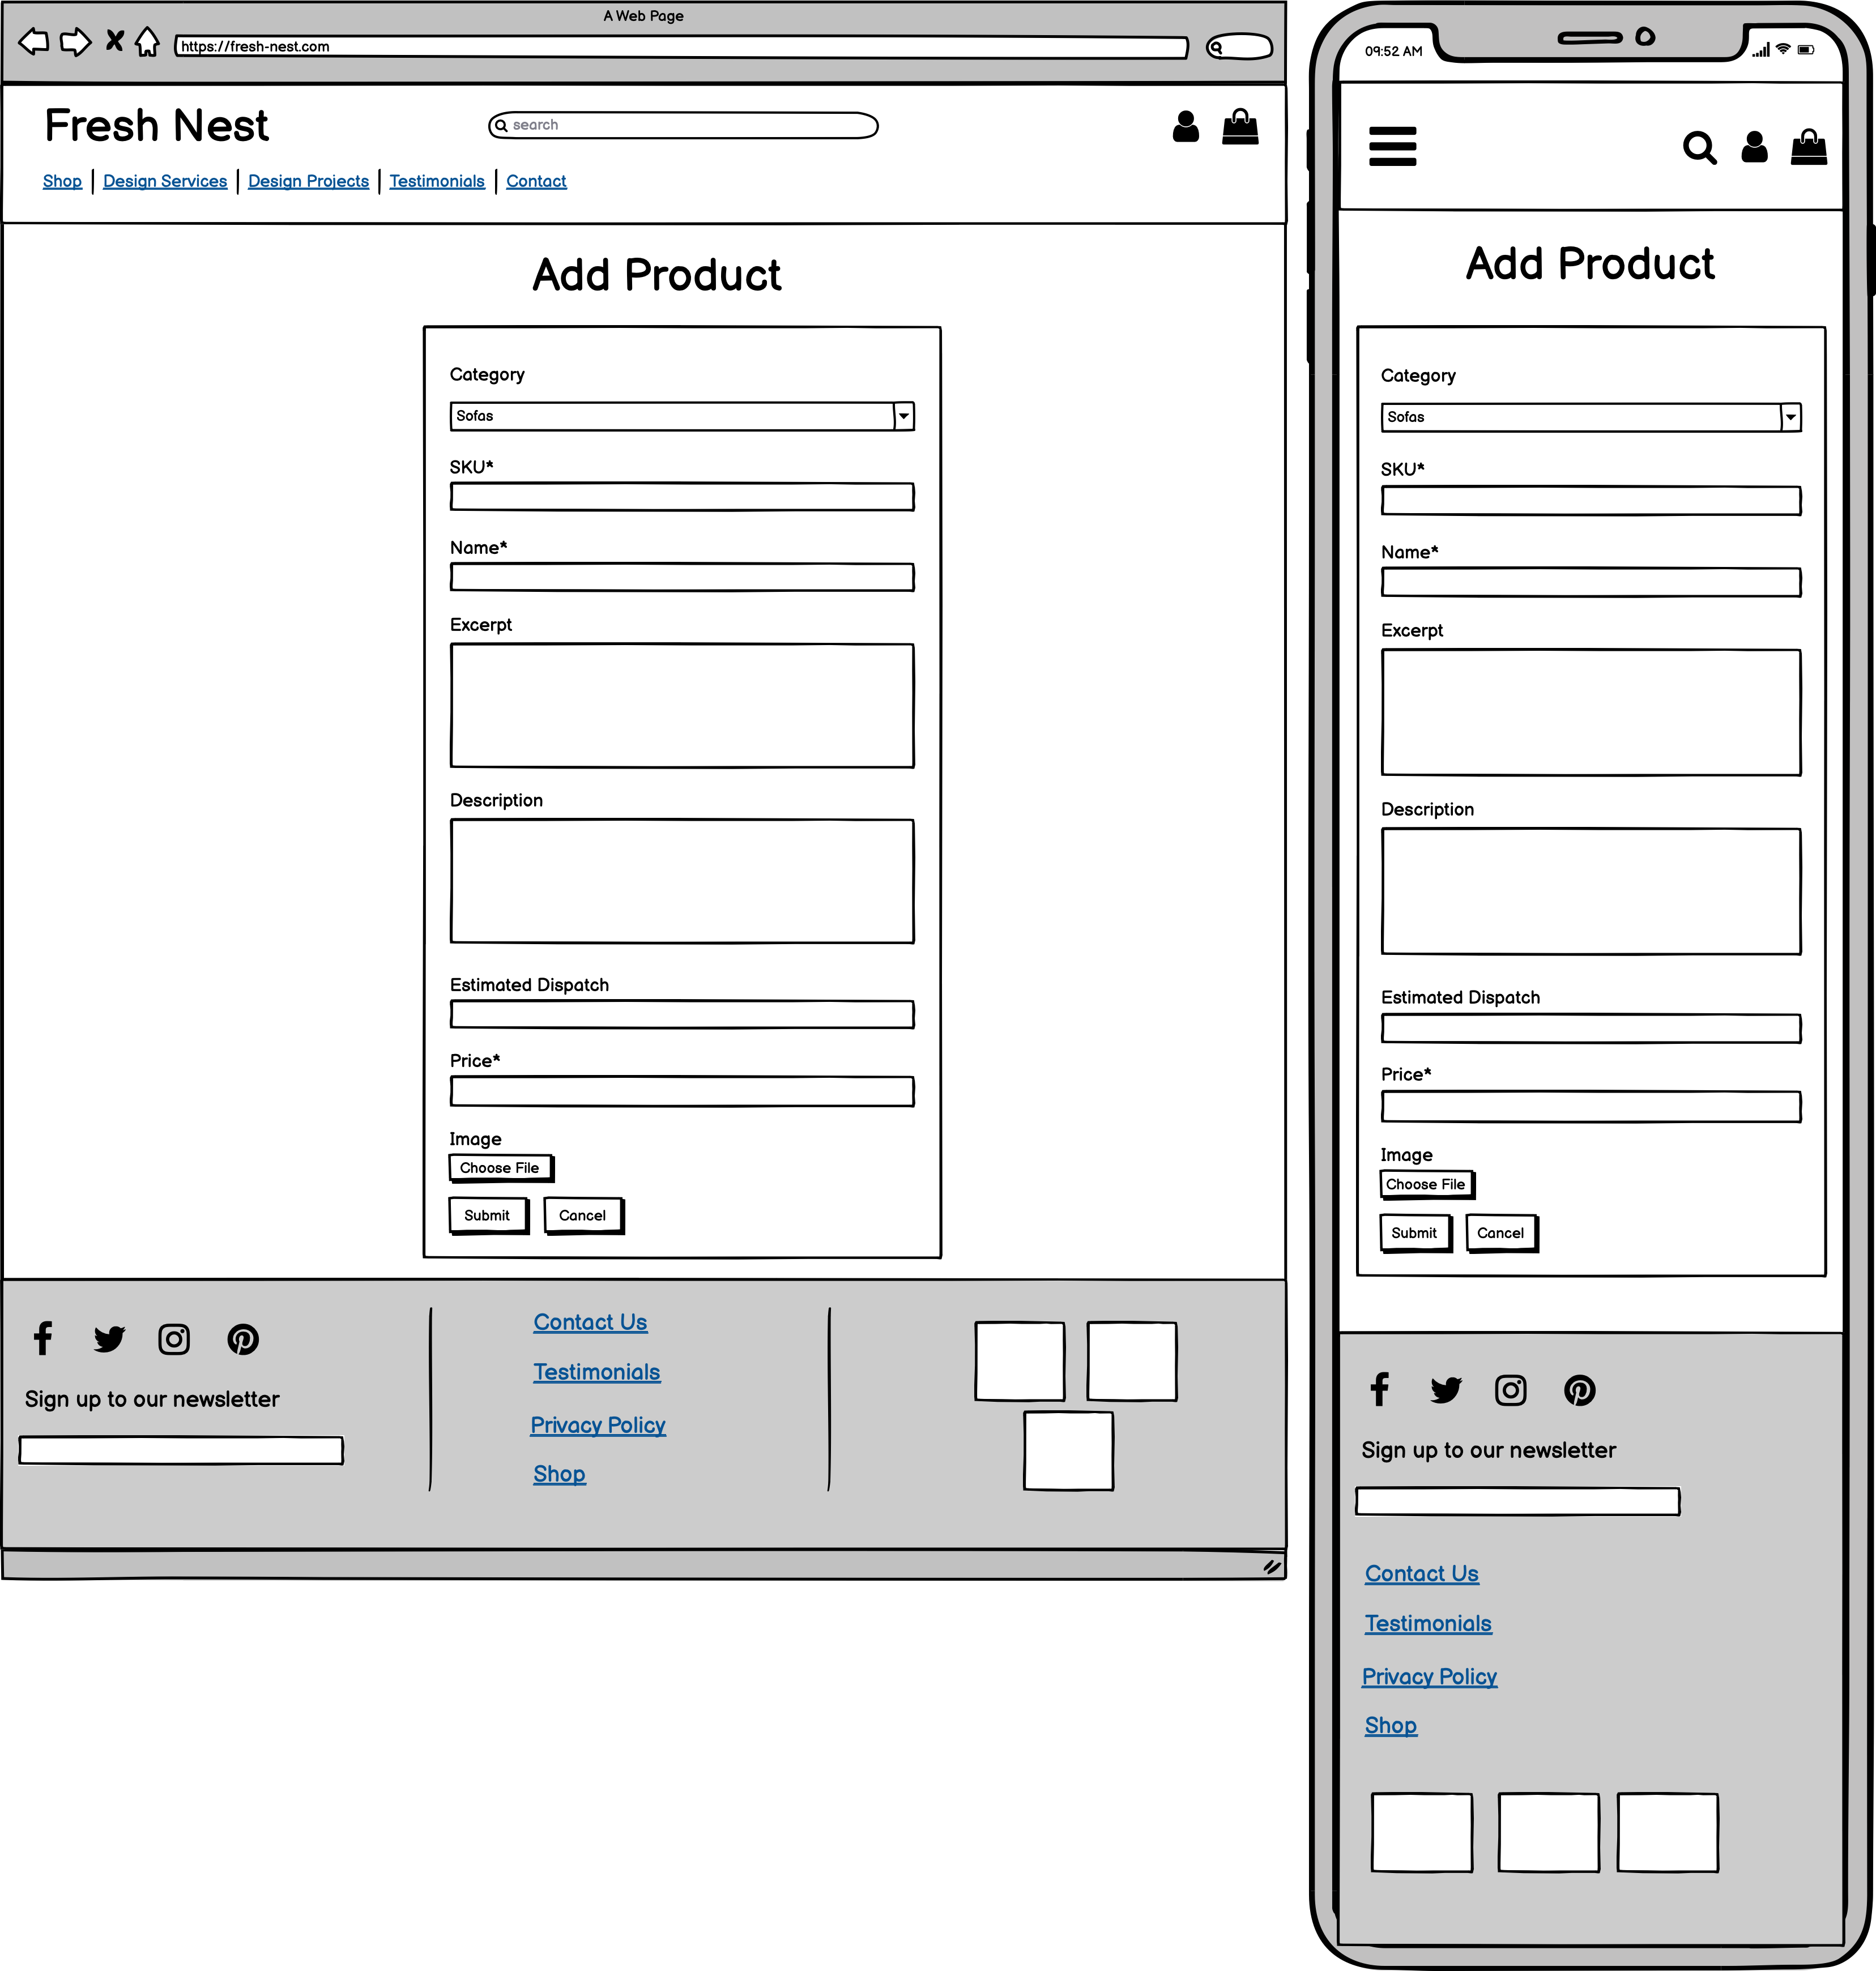 A Web Page
https://fresh-nest.com
Fresh Nest
search
Shop Design Services Design Projects Testimonials Contact
Add Product
Category
Sofas
SKU*
Name*
Excerpt
Description
Estimated Dispatch
Price*
Image
Choose File
Submit Cancel
Sign up to our newsletter
Contact Us
Testimonials
Privacy Policy
Shop
09:52 AM
Add Product
Category
Sofas
SKU*
Name*
Excerpt
Description
Estimated Dispatch
Price*
Image
Choose File
Submit Cancel
Sign up to our newsletter
Contact Us
Testimonials
Privacy Policy
Shop